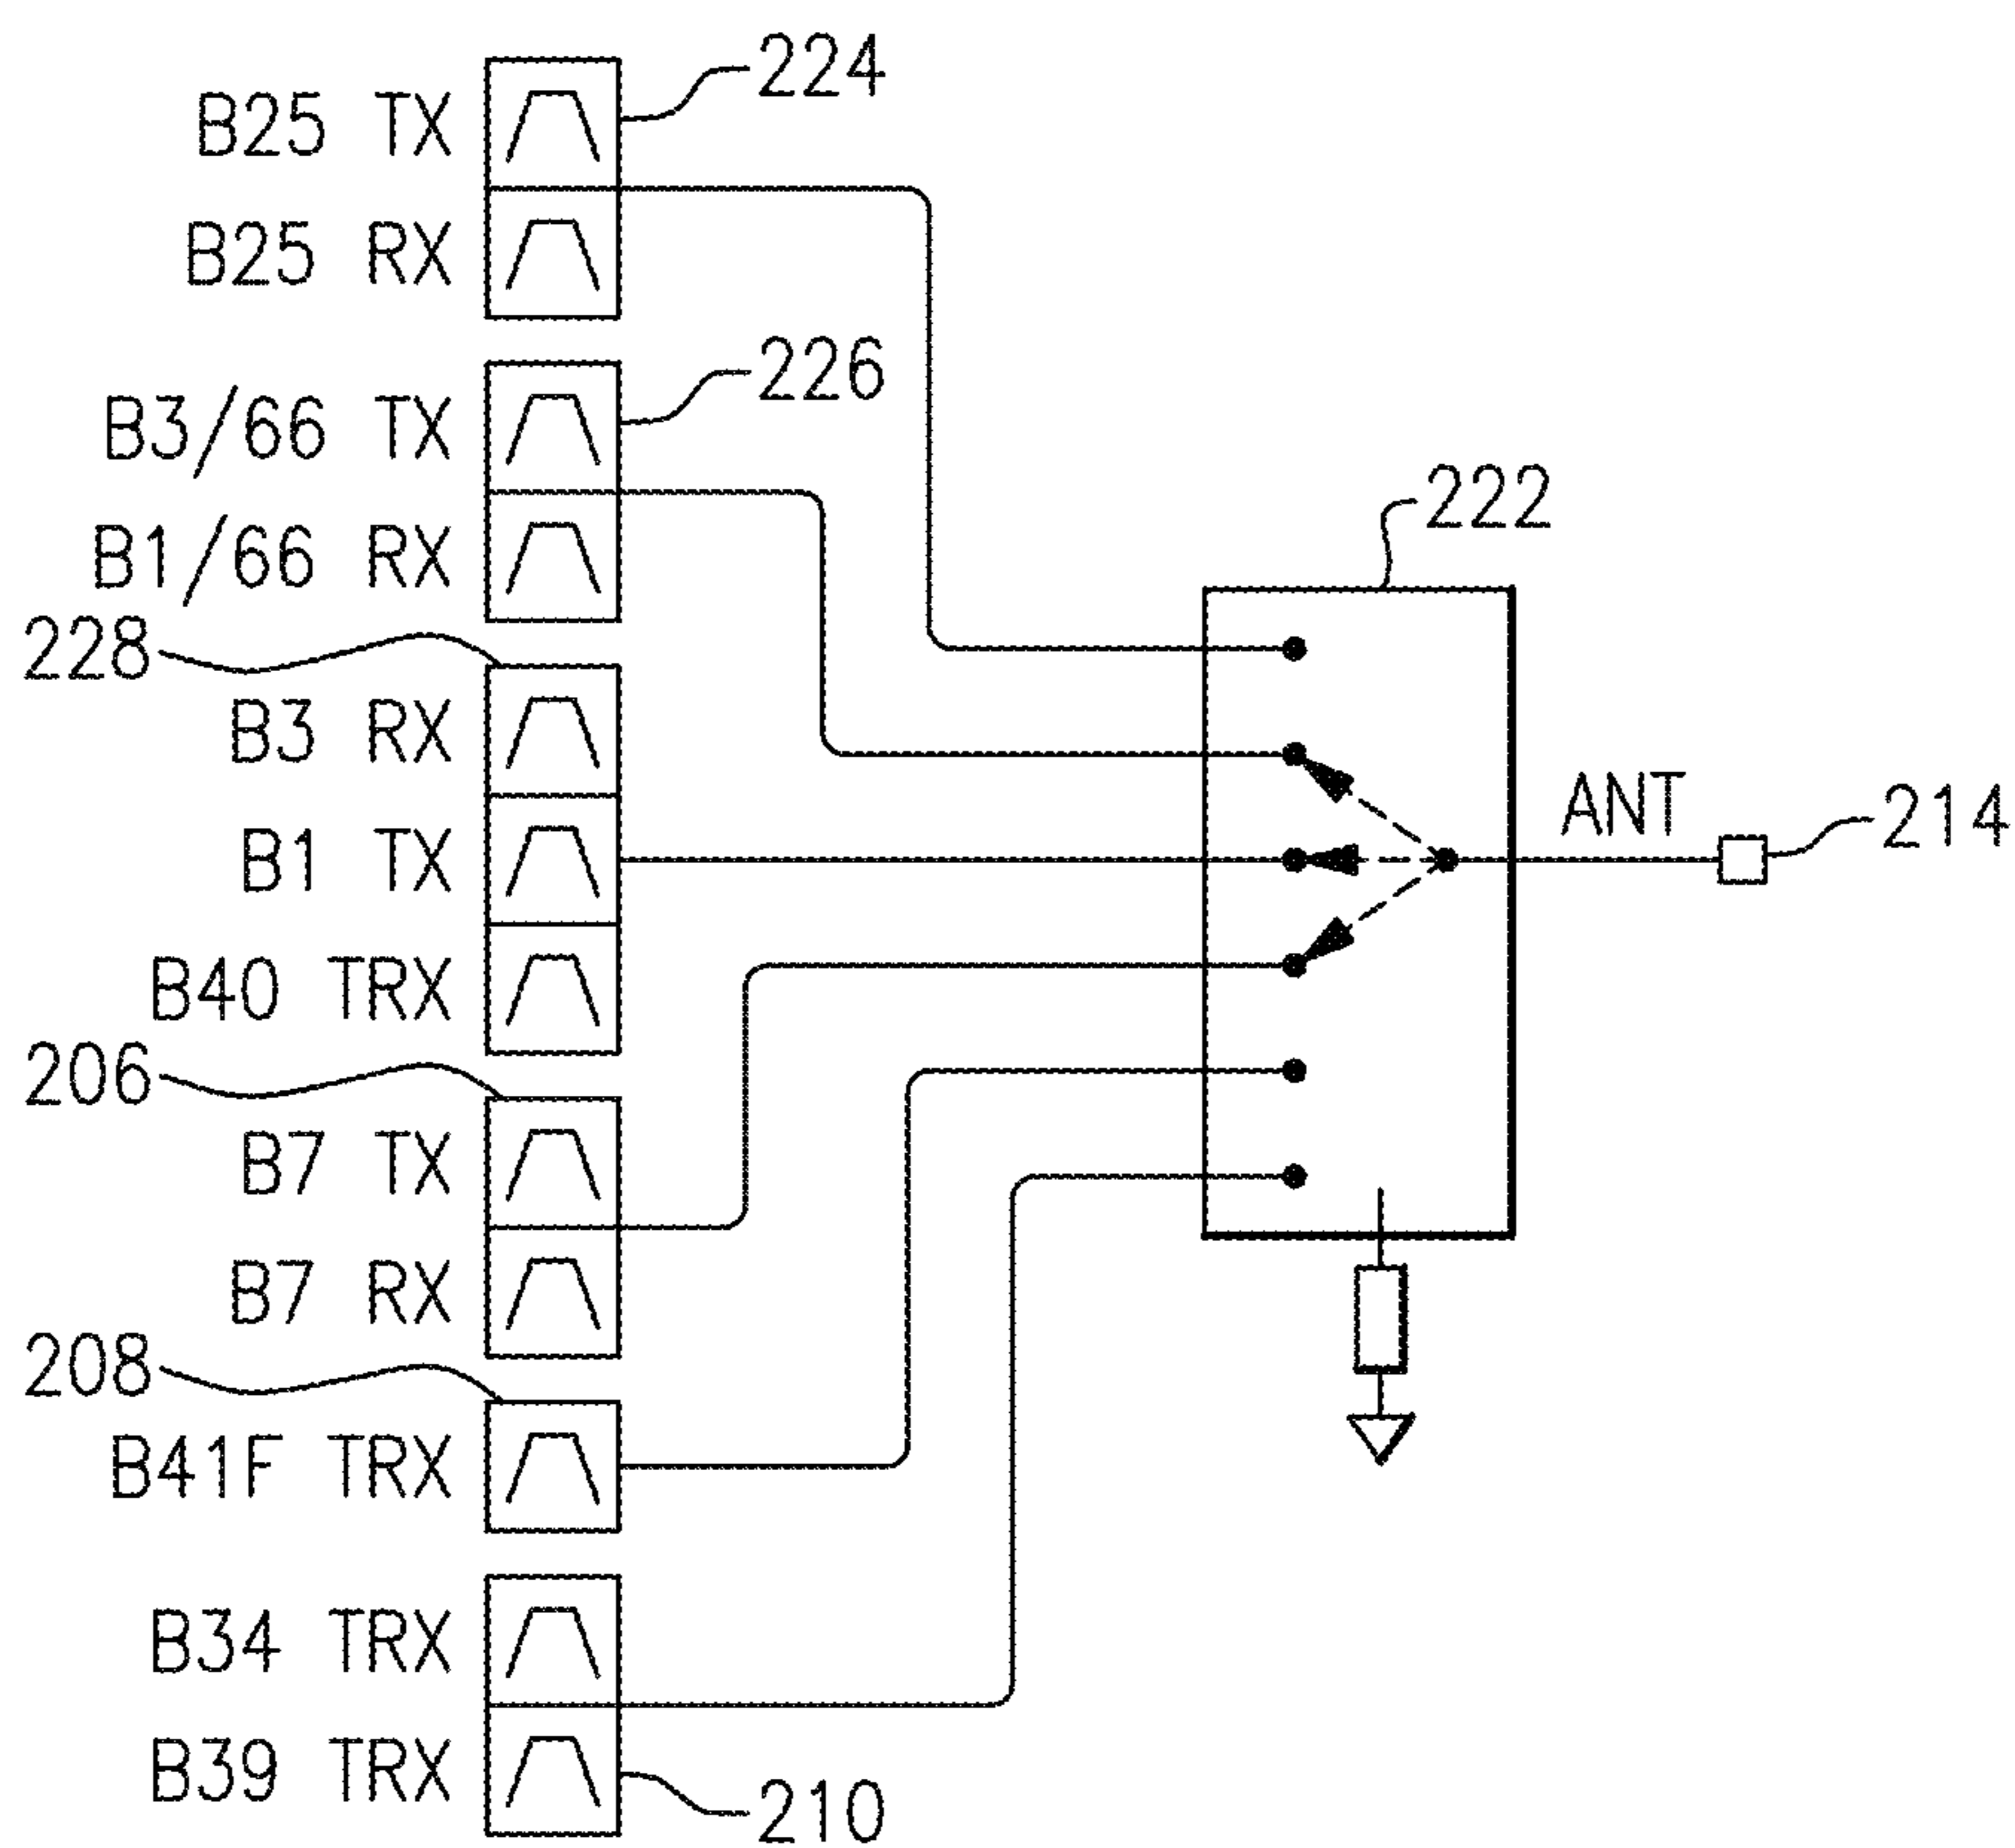 224
B25 TX
B25 RX
226
B3/66 TX
B1/66 RX
222
228
B3 RX
ANT
214
B1 TX
B40 TRX
206
B7 TX
B7 RX
208
B41F TRX
B34 TRX
B39 TRX
210